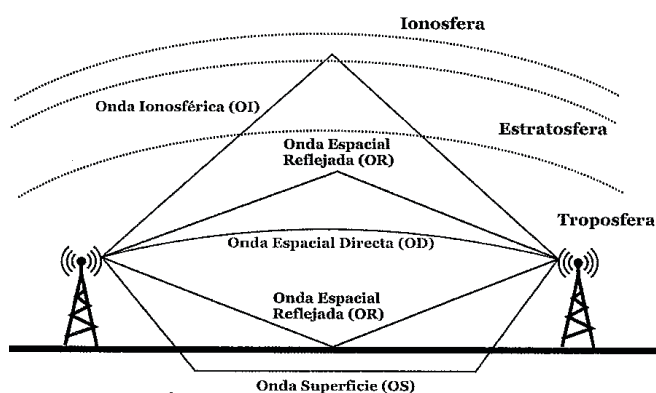 Ionosfera
Onda Ionosférica (OI)
Estratosfera
Onda Espacial
Reflejada (OR)
Troposfera
Onda Espacial Directa (OD)
Onda Espacial
Reflejada (OR)
Onda Superficie (OS)